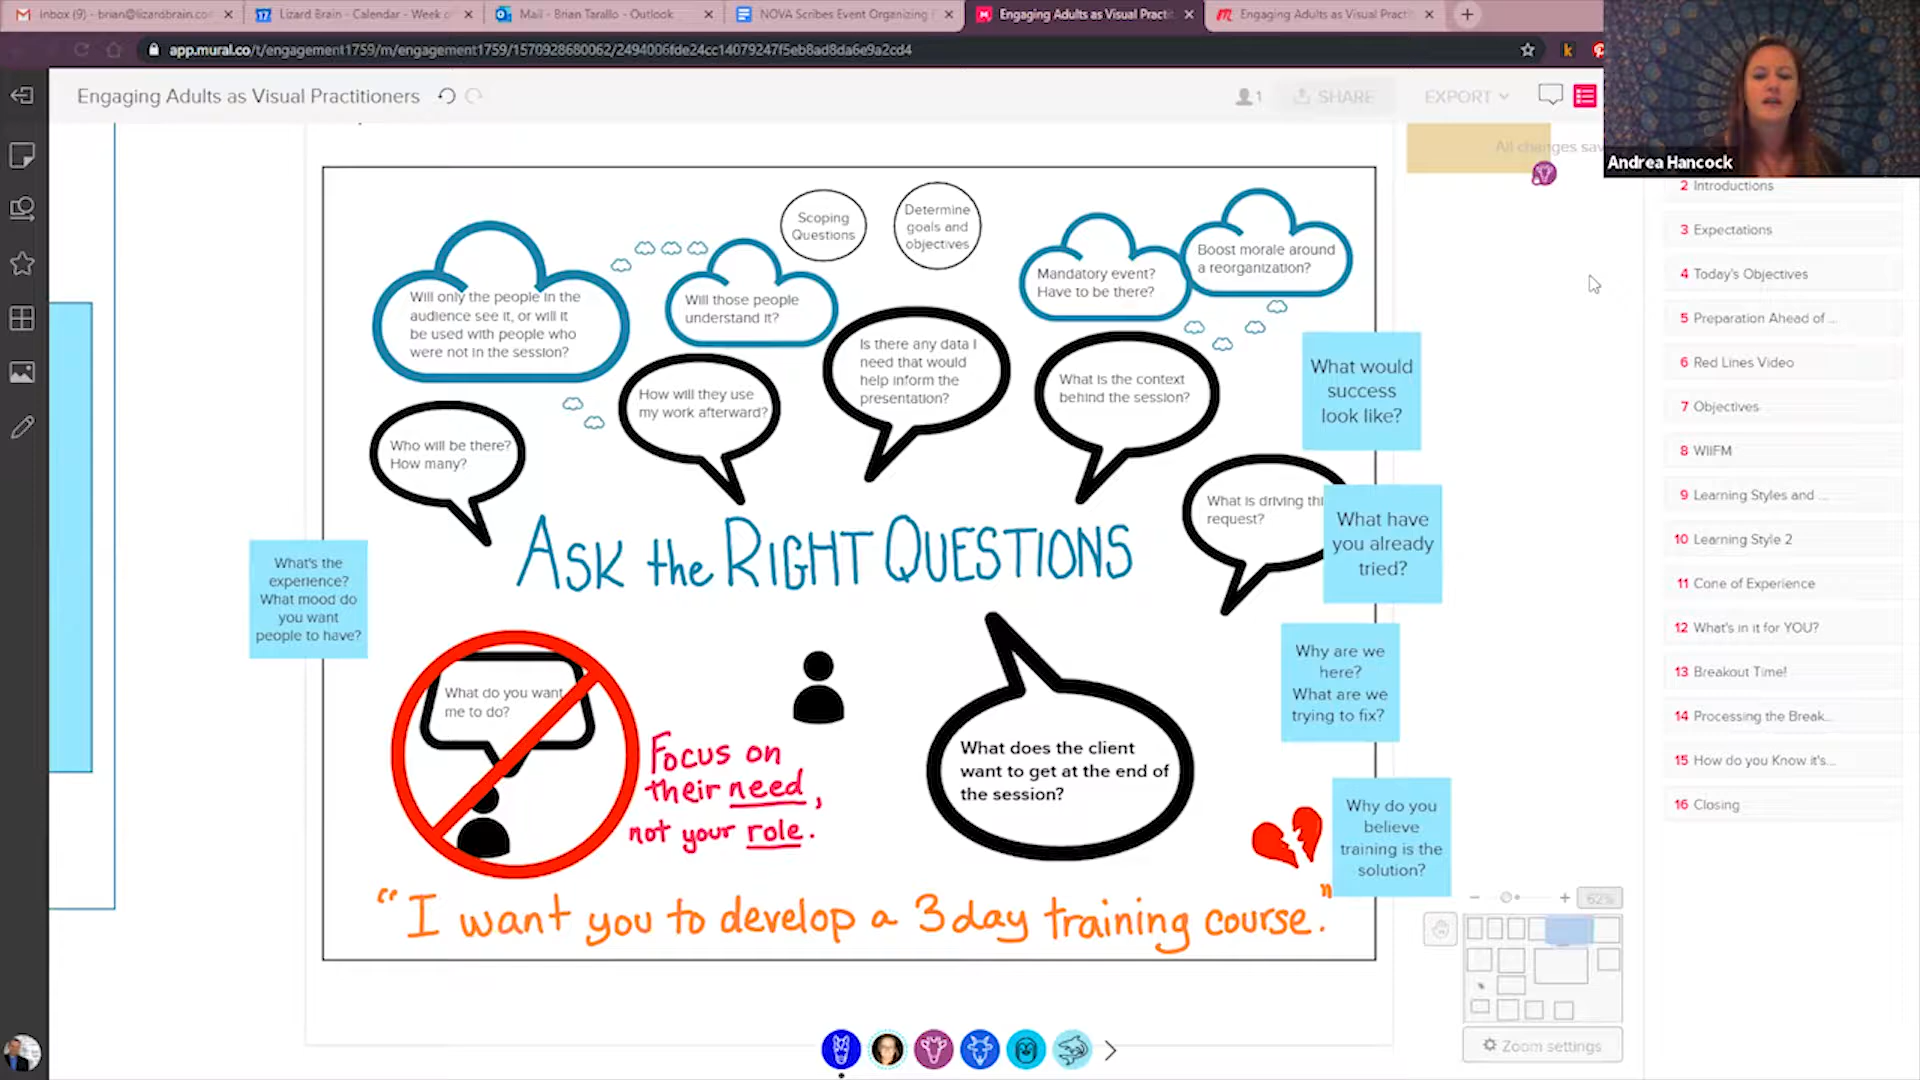 Inbox (9) - brian@lizardbrain.co
Lizard Brain - Calendar - Week o
Mail - Brian Tarallo - Outlook
NOVA Scribes Event Organizing
Engaging Adults as Visual Practi
Engaging Adults as Visual Practi
app.mural.co/t/engagement1759/m/engagement1759/1570928680062/2494006fde24cc14079247f5eb8ad8da6e9a2cd4
Engaging Adults as Visual Practitioners
1
SHARE
EXPORT
All changes sav
Andrea Hancock
Scoping
Questions
Determine
goals and
objectives
Will only the people in the
audience see it, or will it
be used with people who
were not in the session?
Will those people
understand it?
Mandatory event?
Have to be there?
Boost morale around
a reorganization?
Who will be there?
How many?
How will they use
my work afterward?
Is there any data I
need that would
help inform the
presentation?
What is the context
behind the session?
What is driving thi
request?
What would
success
look like?
What have
you already
tried?
Why are we
here?
What are we
trying to fix?
Why do you
believe
training is the
solution?
What's the
experience?
What mood do
you want
people to have?
ASK the RIGHT QUESTIONS
What do you want
me to do?
Focus on
their need,
not your role.
What does the client
want to get at the end of
the session?
"I want you to develop a 3 day training course."
2 Introductions
3 Expectations
4 Today's Objectives
5 Preparation Ahead of ...
6 Red Lines Video
7 Objectives
8 WIIFM
9 Learning Styles and ...
10 Learning Style 2
11 Cone of Experience
12 What's in it for YOU?
13 Breakout Time!
14 Processing the Break...
15 How do you Know it's...
16 Closing
62%
Zoom settings